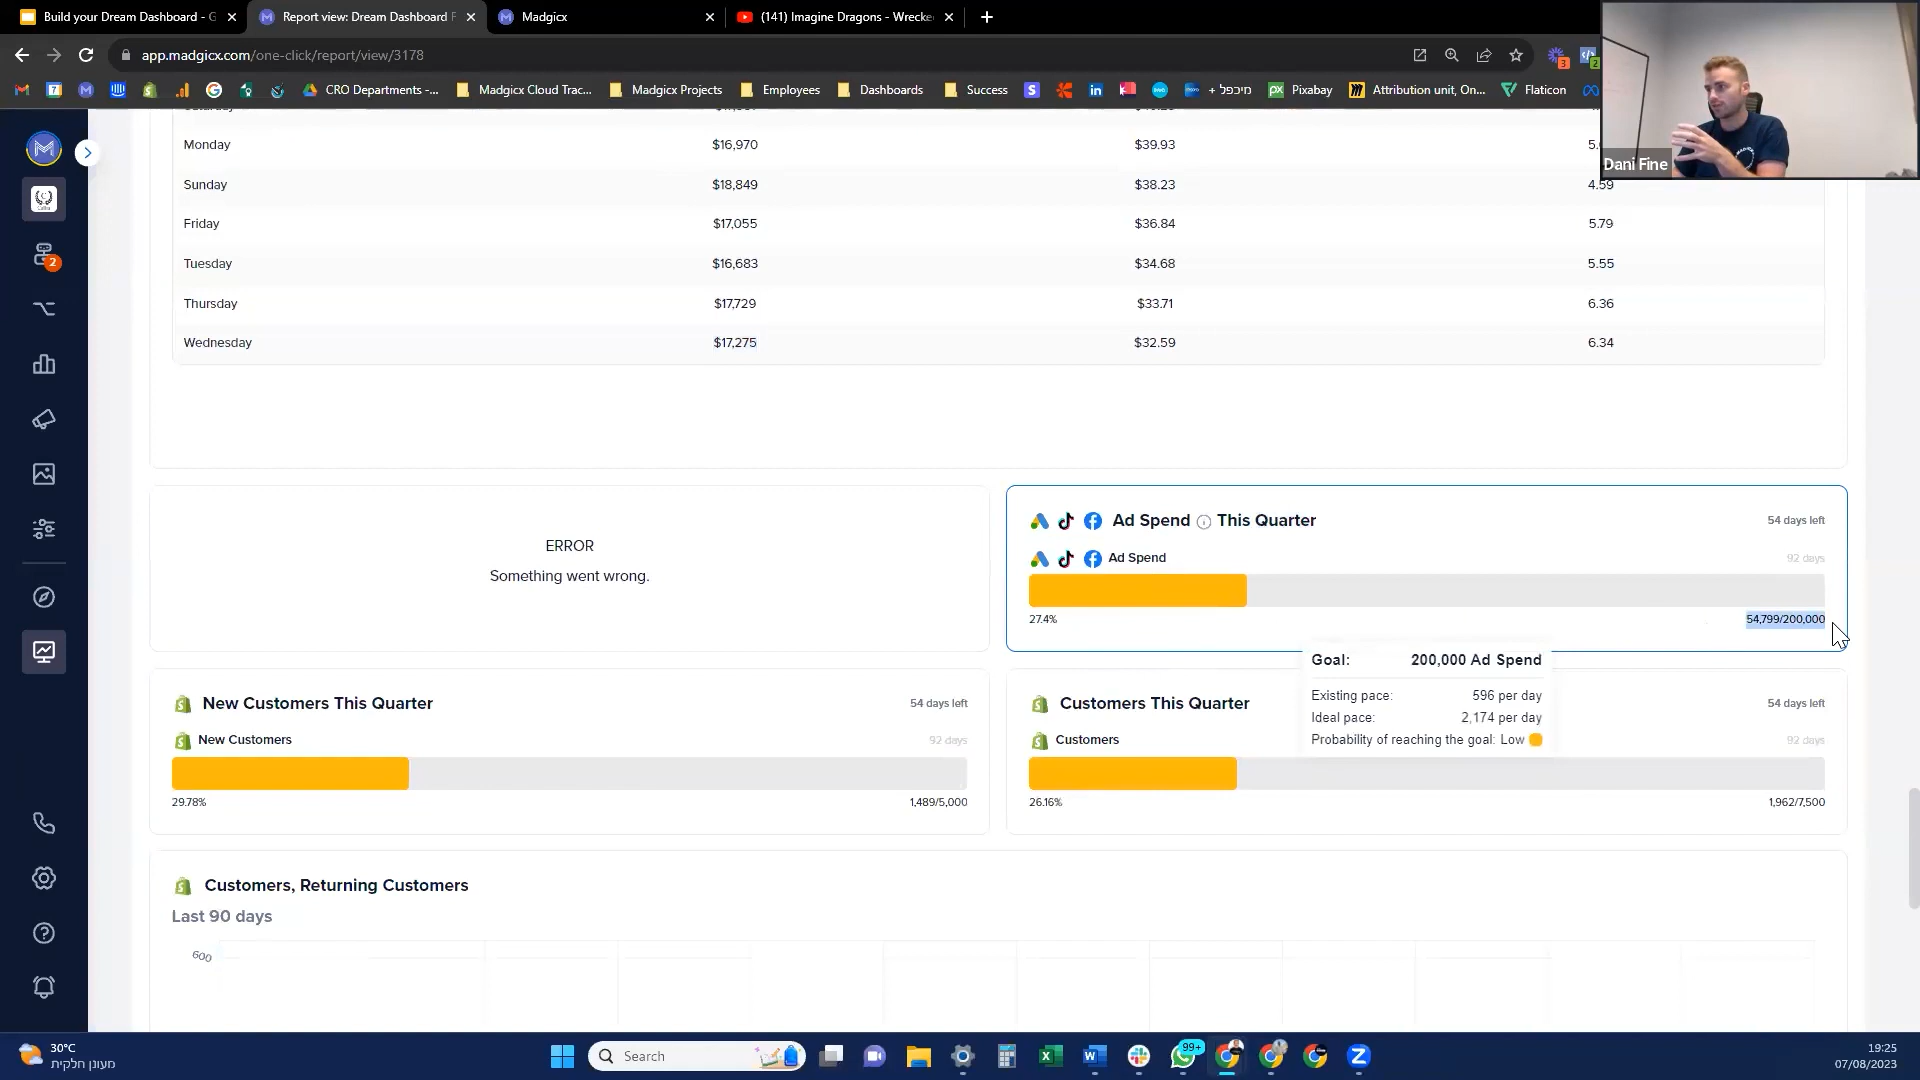 Build your Dream Dashboard - G
Report view: Dream Dashboard F
Madgicx
(141) Imagine Dragons - Wrecke
app.madgicx.com/one-click/report/view/3178
3
2
7
CRO Departments -...
Madgicx Cloud Trac...
Madgicx Projects
Employees
Dashboards
Success
S
in
מיכפל +
px
Pixabay
Attribution unit, On...
Flaticon
Dani Fine
2
Monday $16,970 $39.93
Sunday $18,849 $38.23 4.59
Friday $17,055 $36.84 5.79
Tuesday $16,683 $34.68 5.55
Thursday $17,729 $33.71 6.36
Wednesday $17,275 $32.59 6.34
ERROR
Something went wrong.
Ad Spend This Quarter 54 days left
Ad Spend 92 days
27.4% 54,799/200,000
Goal: 200,000 Ad Spend
Existing pace: 596 per day
Ideal pace: 2,174 per day
Probability of reaching the goal: Low
New Customers This Quarter 54 days left
New Customers 92 days
29.78% 1,489/5,000
Customers This Quarter 54 days left
Customers 92 days
26.16% 1,962/7,500
Customers, Returning Customers
Last 90 days
600
30°C
מעונן חלקית
Search
99+
19:25
07/08/2023